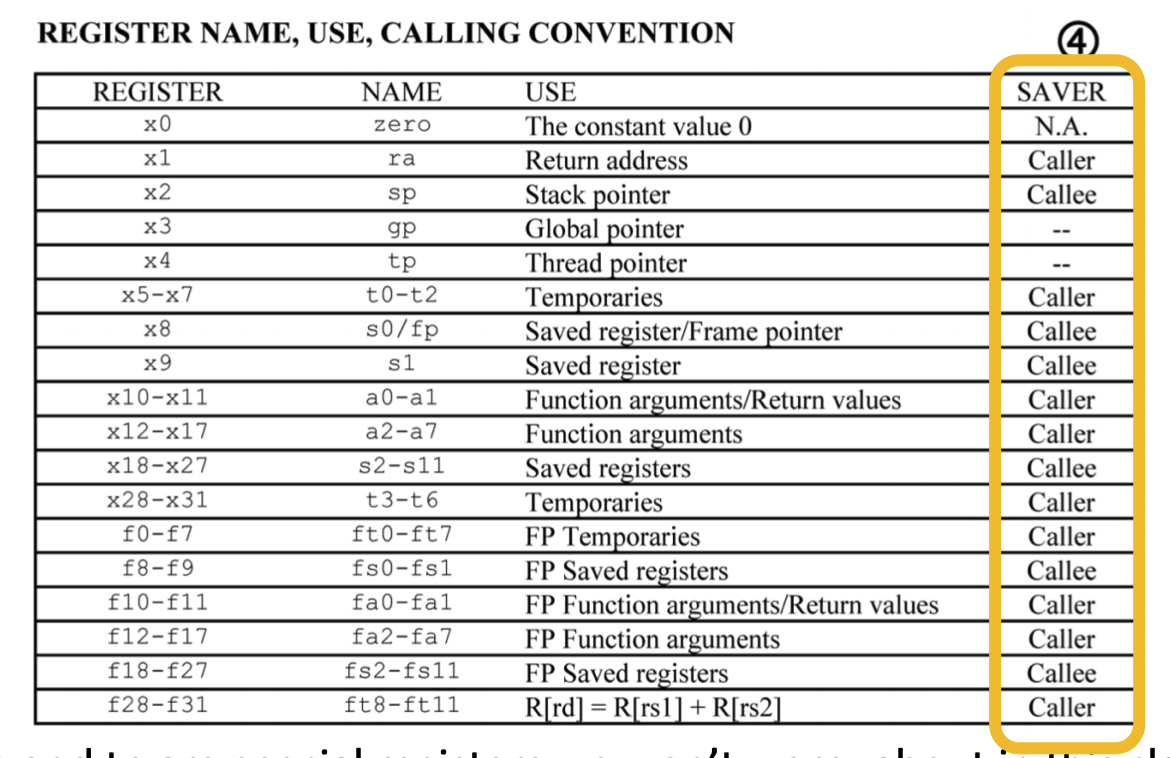 REGISTER NAME, USE, CALLING CONVENTION ④
REGISTER NAME USE SAVER
x0 zero The constant value 0 N.A.
x1 ra Return address Caller
x2 sp Stack pointer Callee
x3 gp Global pointer --
x4 tp Thread pointer --
x5-x7 t0-t2 Temporaries Caller
x8 s0/fp Saved register/Frame pointer Callee
x9 s1 Saved register Callee
x10-x11 a0-a1 Function arguments/Return values Caller
x12-x17 a2-a7 Function arguments Caller
x18-x27 s2-s11 Saved registers Callee
x28-x31 t3-t6 Temporaries Caller
f0-f7 ft0-ft7 FP Temporaries Caller
f8-f9 fs0-fs1 FP Saved registers Callee
f10-f11 fa0-fa1 FP Function arguments/Return values Caller
f12-f17 fa2-fa7 FP Function arguments Caller
f18-f27 fs2-fs11 FP Saved registers Callee
f28-f31 ft8-ft11 R[rd] = R[rs1] + R[rs2] Caller